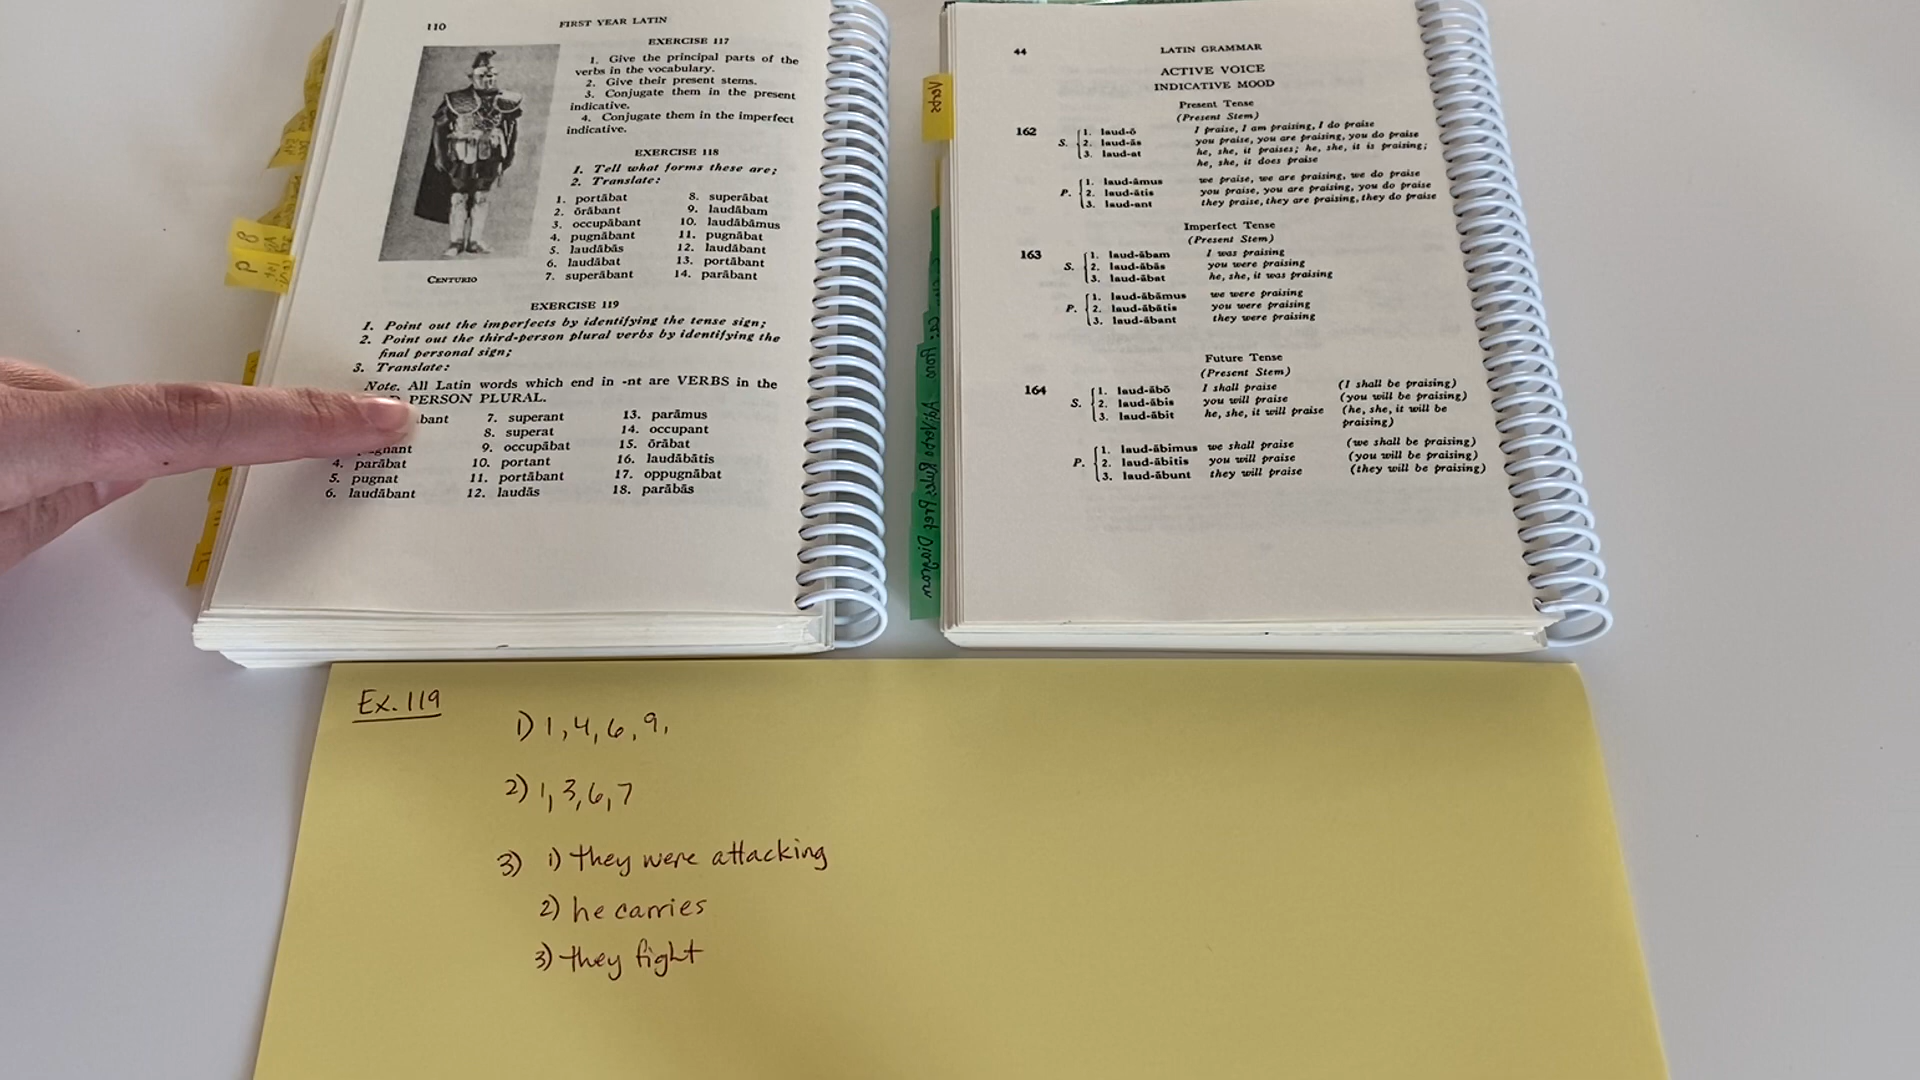 110
FIRST YEAR LATIN
EXERCISE 117
1. Give the principal parts of the
verbs in the vocabulary.
2. Give their present stems.
3. Conjugate them in the present
indicative.
4. Conjugate them in the imperfect
indicative.
EXERCISE 118
1. Tell what forms these are;
2. Translate:
1. portābat
2. ōrābant
3. occupābant
4. pugnābant
5. laudābās
6. laudābat
7. superābant
8. superābat
9. laudābam
10. laudābāmus
11. pugnābat
12. laudābant
13. portābant
14. parābant
CENTURIO
EXERCISE 119
1. Point out the imperfects by identifying the tense sign;
2. Point out the third-person plural verbs by identifying the
final personal sign;
3. Translate:
Note. All Latin words which end in -nt are VERBS in the
PERSON PLURAL.
4. parābat
5. pugnat
6. laudābant
7. superant
8. superat
9. occupābat
10. portant
11. portābant
12. laudās
13. parāmus
14. occupant
15. ōrābat
16. laudābātis
17. oppugnābat
18. parābās
44
LATIN GRAMMAR
ACTIVE VOICE
INDICATIVE MOOD
Present Tense
(Present Stem)
162
S. 1. laud-ō I praise, I am praising, I do praise
2. laud-ās you praise, you are praising, you do praise
3. laud-at he, she, it praises; he, she, it is praising;
he, she, it does praise
P. 1. laud-āmus we praise, we are praising, we do praise
2. laud-ātis you praise, you are praising, you do praise
3. laud-ant they praise, they are praising, they do praise
Imperfect Tense
(Present Stem)
163
S. 1. laud-ābam I was praising
2. laud-ābās you were praising
3. laud-ābat he, she, it was praising
P. 1. laud-ābāmus we were praising
2. laud-ābātis you were praising
3. laud-ābant they were praising
Future Tense
(Present Stem)
164
S. 1. laud-ābō I shall praise (I shall be praising)
2. laud-ābis you will praise (you will be praising)
3. laud-ābit he, she, it will praise (he, she, it will be
praising)
P. 1. laud-ābimus we shall praise (we shall be praising)
2. laud-ābitis you will praise (you will be praising)
3. laud-ābunt they will praise (they will be praising)
Ex. 119
1) 1, 4, 6, 9,
2) 1, 3, 6, 7
3) 1) they were attacking
2) he carries
3) they fight